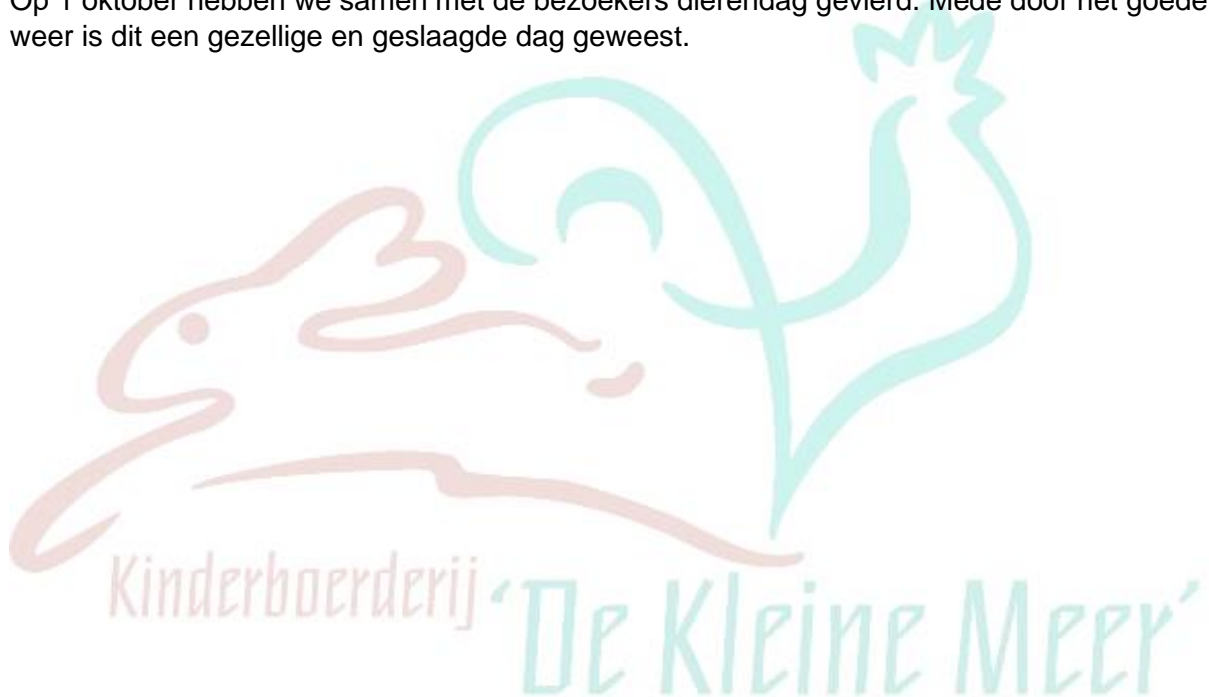 Op 1 oktober hebben we samen met de bezoekers dierendag gevierd. Mede door het goede
weer is dit een gezellige en geslaagde dag geweest.
Kinderboerderij 'De Kleine Meer'